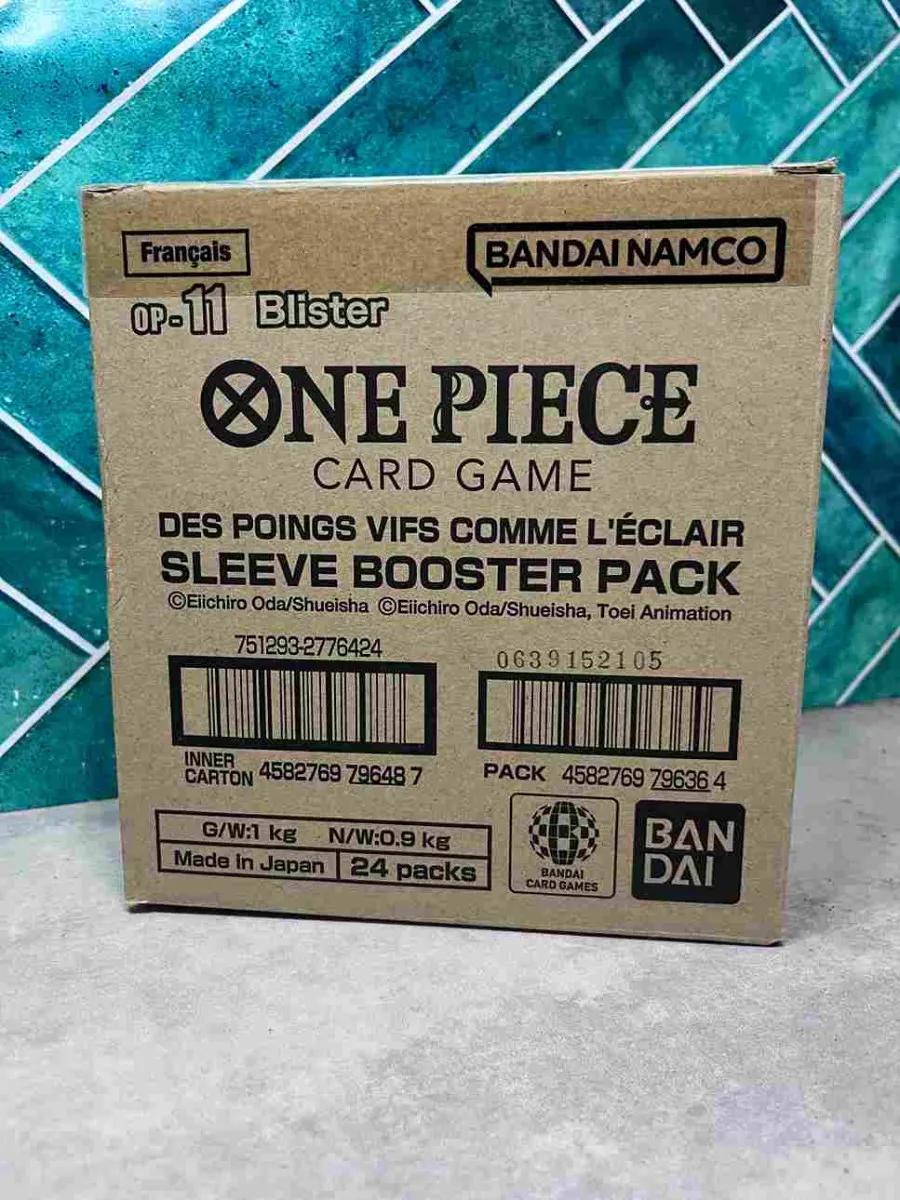 Français
BANDAI NAMCO
OP-11 Blister
ONE PIECE
CARD GAME
DES POINGS VIFS COMME L'ÉCLAIR
SLEEVE BOOSTER PACK
©Eiichiro Oda/Shueisha ©Eiichiro Oda/Shueisha, Toei Animation
751293-2776424
0639152105
INNER CARTON 4582769 79648 7
PACK 4582769 79636 4
G/W:1 kg N/W:0.9 kg
Made in Japan 24 packs
BANDAI
CARD GAMES
BAN
DAI